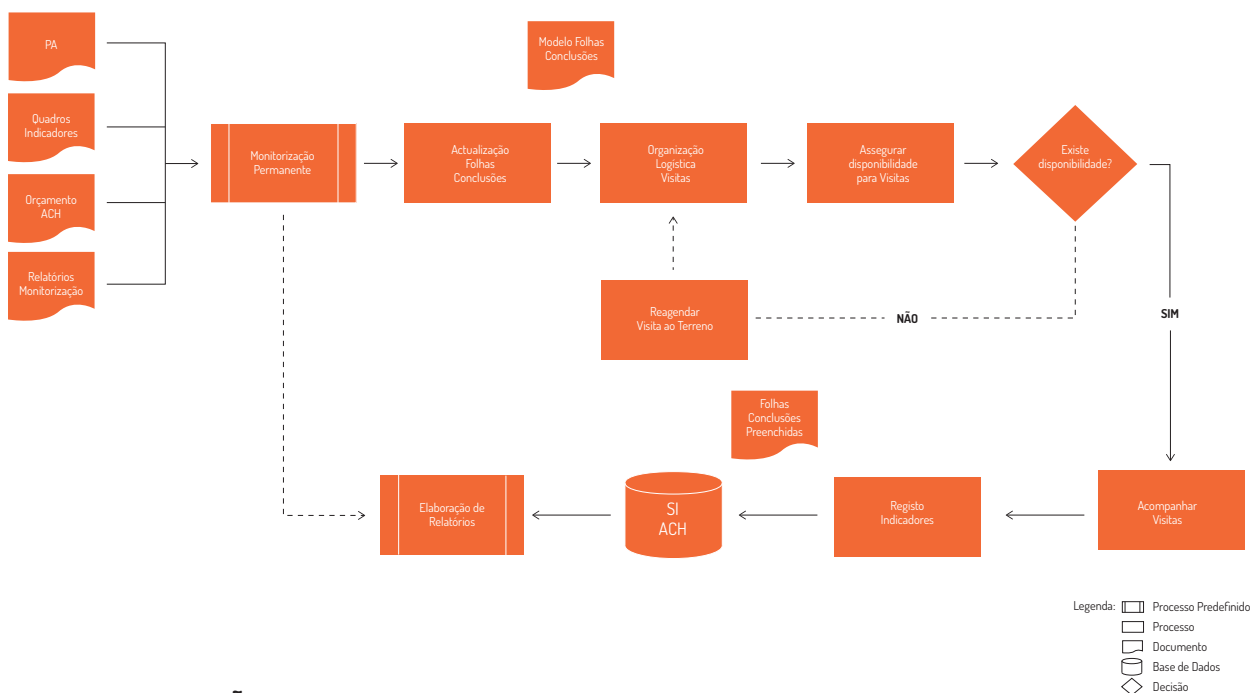 PA
Quadros
Indicadores
Orçamento
ACH
Relatórios
Monitorização
Monitorização
Permanente
Actualização
Folhas
Conclusões
Modelo Folhas
Conclusões
Organização
Logística
Visitas
Assegurar
disponibilidade
para Visitas
Existe
disponibilidade?
Reagendar
Visita ao Terreno
NÃO
SIM
Folhas
Conclusões
Preenchidas
Elaboração de
Relatórios
SI
ACH
Registo
Indicadores
Acompanhar
Visitas
Legenda:
Processo Predefinido
Processo
Documento
Base de Dados
Decisão